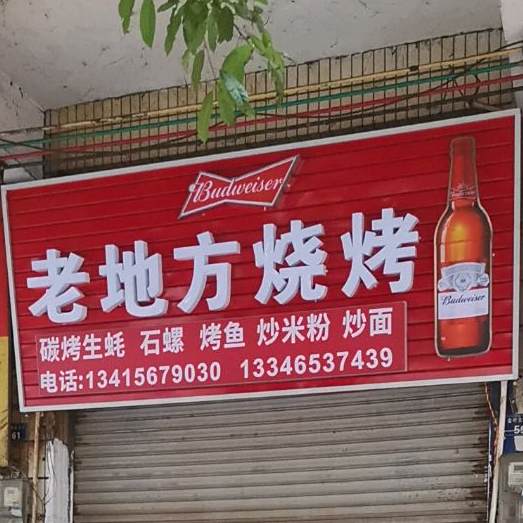 Budweiser
老地方烧烤
Budweiser
碳烤生蚝 石螺 烤鱼 炒米粉 炒面
电话:13415679030 13346537439
61